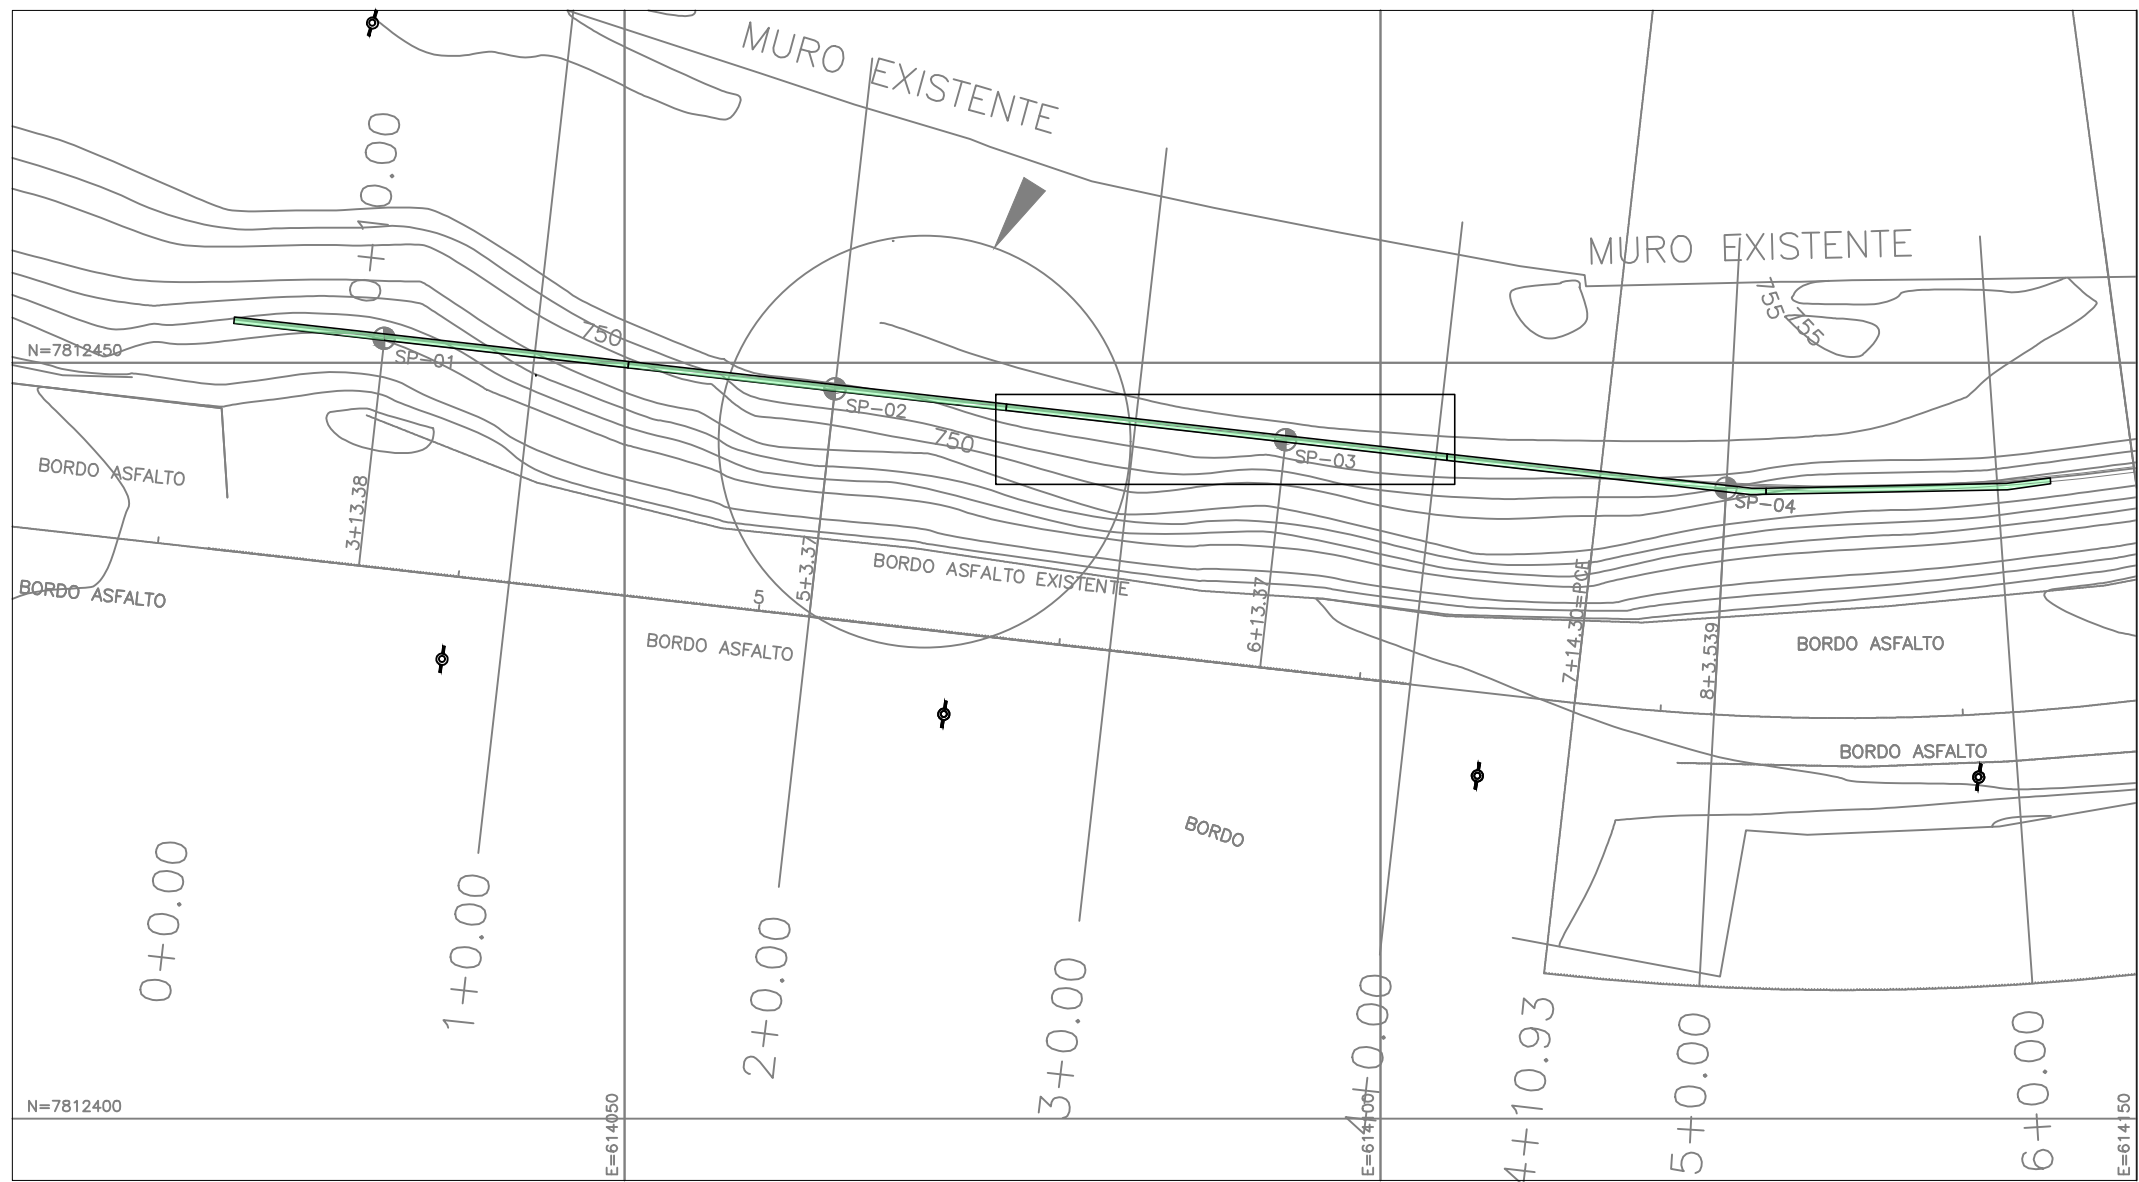 MURO EXISTENTE
0+10.00
MURO EXISTENTE
755
755
750
N=7812450
SP-01
SP-02
750
SP-03
SP-04
BORDO ASFALTO
3+13.38
5+3.37
BORDO ASFALTO EXISTENTE
BORDO ASFALTO
5
6+13.37
7+14.30=PCE
8+3.539
BORDO ASFALTO
BORDO ASFALTO
BORDO ASFALTO
BORDO
0+0.00
1+0.00
2+0.00
3+0.00
4+0.00
4+10.93
5+0.00
6+0.00
N=7812400
E=614050
E=614100
E=614150